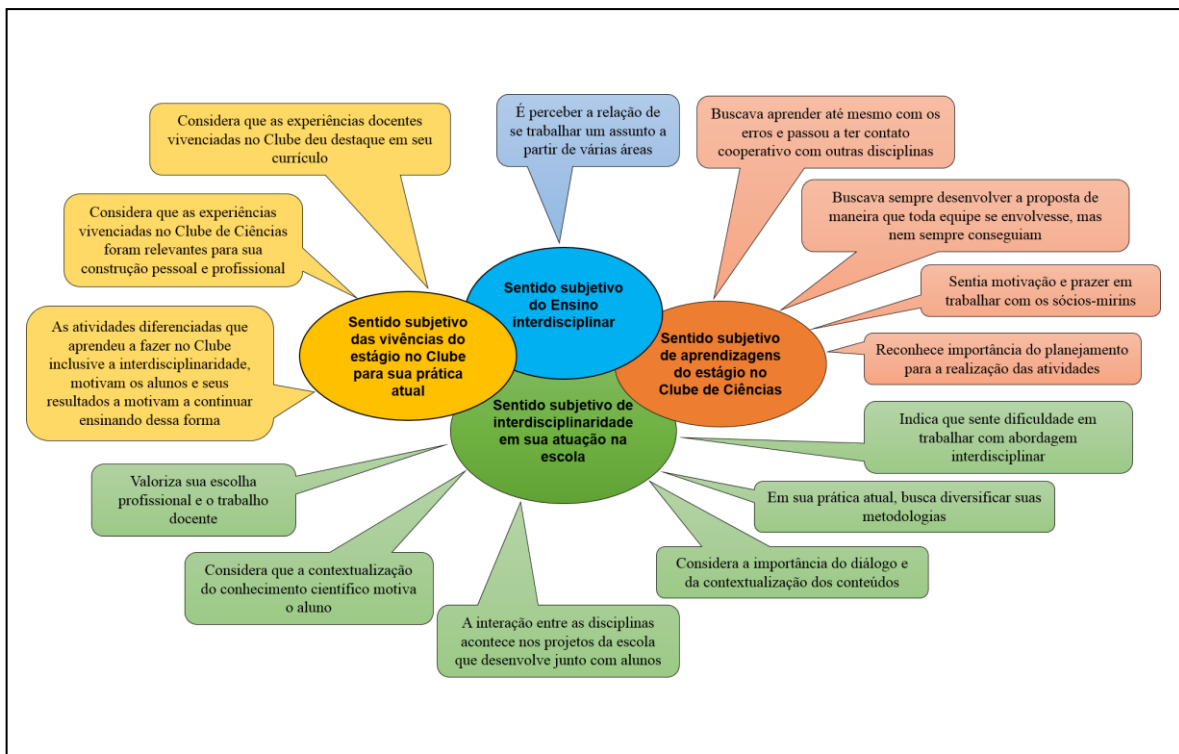 Considera que as experiências docentes
vivenciadas no Clube deu destaque em seu
currículo
É perceber a relação de
se trabalhar um assunto a
partir de várias áreas
Buscava aprender até mesmo com os
erros e passou a ter contato
cooperativo com outras disciplinas
Considera que as experiências
vivenciadas no Clube de Ciências
foram relevantes para sua
construção pessoal e profissional
Buscava sempre desenvolver a proposta de
maneira que toda equipe se envolvesse, mas
nem sempre conseguiam
Sentia motivação e prazer em
trabalhar com os sócios-mirins
Sentido subjetivo
do Ensino
interdisciplinar
Sentido subjetivo
das vivências do
estágio no Clube
para sua prática
atual
Sentido subjetivo
de aprendizagens
do estágio no
Clube de Ciências
As atividades diferenciadas que
aprendeu a fazer no Clube
inclusive a interdisciplinaridade,
motivam os alunos e seus
resultados a motivam a continuar
ensinando dessa forma
Reconhece importância do planejamento
para a realização das atividades
Sentido subjetivo de
interdisciplinaridade
em sua atuação na
escola
Indica que sente dificuldade em
trabalhar com abordagem
interdisciplinar
Valoriza sua escolha
profissional e o trabalho
docente
Em sua prática atual, busca diversificar suas
metodologias
Considera que a contextualização
do conhecimento científico motiva
o aluno
Considera a importância do diálogo e
da contextualização dos conteúdos
A interação entre as disciplinas
acontece nos projetos da escola
que desenvolve junto com alunos